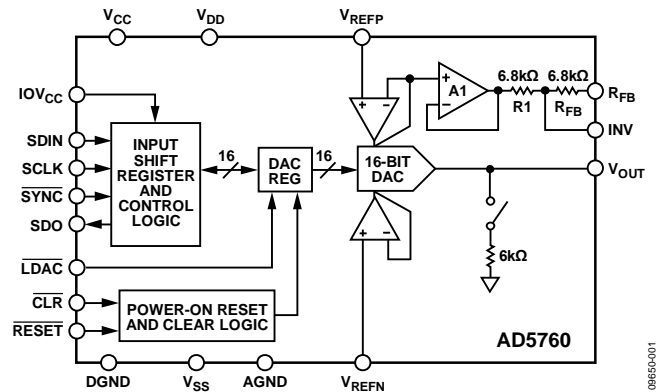 VCC
VDD
VREFP
IOVCC
SDIN
SCLK
SYNC
SDO
LDAC
CLR
RESET
INPUT
SHIFT
REGISTER
AND
CONTROL
LOGIC
16
DAC
REG
16
16-BIT
DAC
A1
6.8kΩ
R1
6.8kΩ
RFB
RFB
INV
VOUT
6kΩ
POWER-ON RESET
AND CLEAR LOGIC
AD5760
DGND
VSS
AGND
VREFN
09650-001